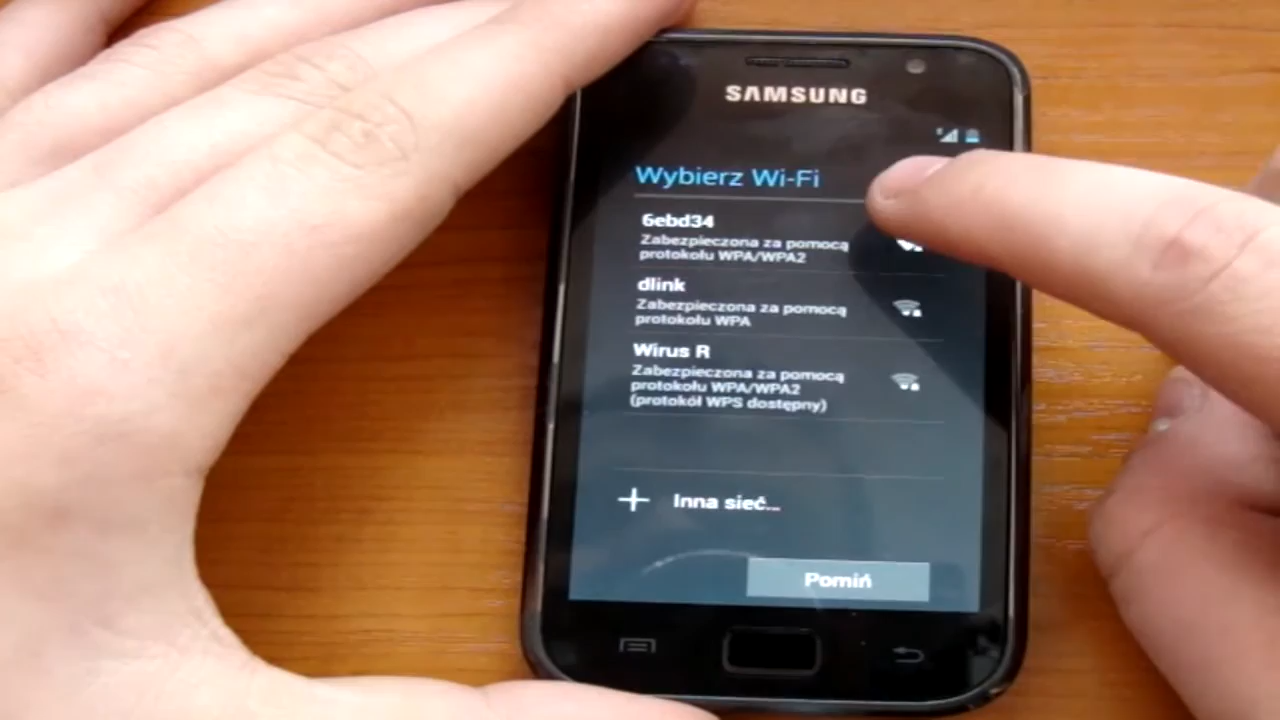 SAMSUNG
Wybierz Wi-Fi
6ebd34
Zabezpieczona za pomocą
protokołu WPA/WPA2
dlink
Zabezpieczona za pomocą
protokołu WPA
Wirus R
Zabezpieczona za pomocą
protokołu WPA/WPA2
(protokół WPS dostępny)
+ Inna sieć...
Pomiń